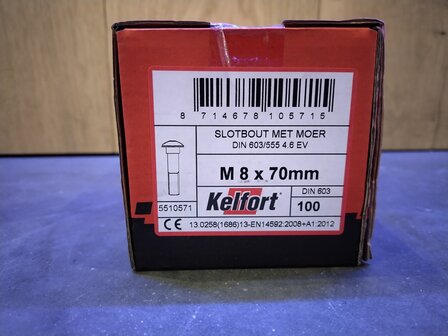 8 714678 105715
SLOTBOUT MET MOER
DIN 603/555 4.6 EV
M 8 x 70mm
DIN 603
5510571
Kelfort
100
CE 13.0258(1686)13-EN14592:2008+A1:2012